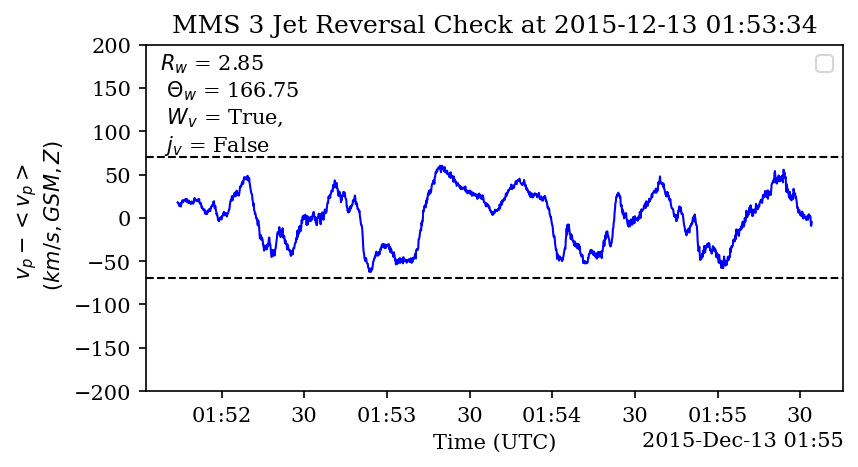 MMS 3 Jet Reversal Check at 2015-12-13 01:53:34
R_w = 2.85
Θ_w = 166.75
W_v = True,
j_v = False
v_p − < v_p >
(km/s, GSM, Z)
200
150
100
50
0
−50
−100
−150
−200
01:52 30 01:53 30 01:54 30 01:55 30
Time (UTC)
2015-Dec-13 01:55